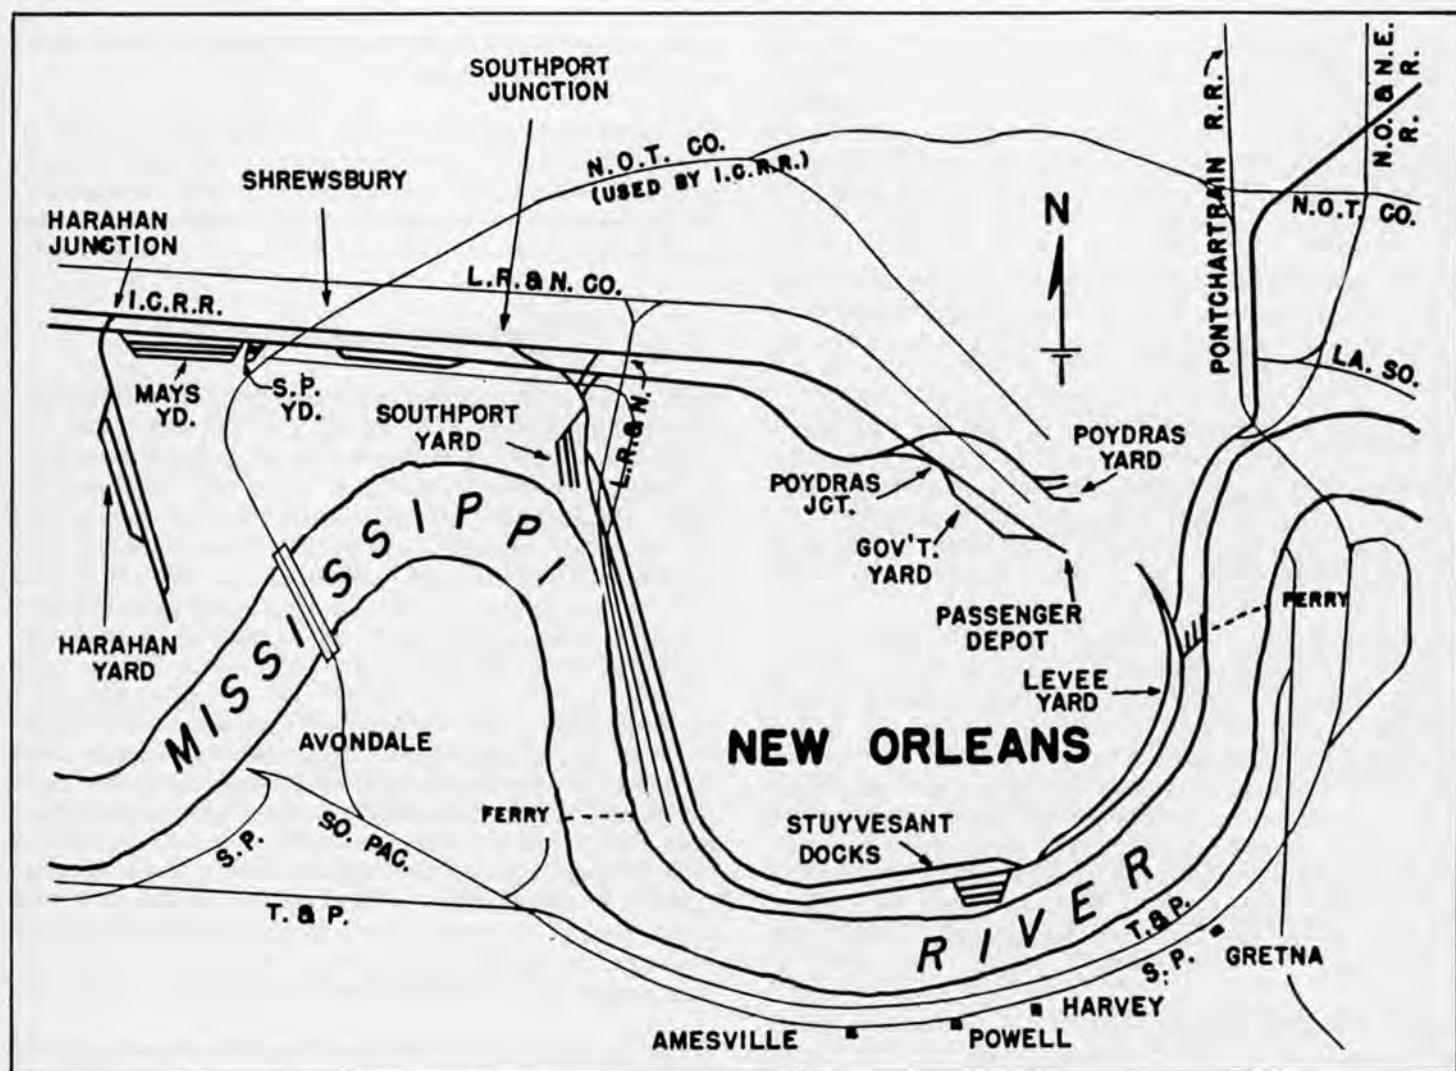 SOUTHPORT
JUNCTION
PONTCHARTRAIN R.R.
N.O. & N.E.
R. R.
N.O.T. CO.
(USED BY I.C.R.R.)
SHREWSBURY
HARAHAN
JUNCTION
N
N.O.T. CO.
L.R. & N. CO.
I.C.R.R.
LA. SO.
MAYS
YD.
S.P.
YD.
SOUTHPORT
YARD
L.R. & N.
POYDRAS
YARD
POYDRAS
JCT.
GOV'T.
YARD
PASSENGER
DEPOT
FERRY
HARAHAN
YARD
LEVEE
YARD
MISSISSIPPI
AVONDALE
NEW ORLEANS
FERRY
STUYVESANT
DOCKS
S.P.
SO. PAC.
T. & P.
RIVER
T. & P.
S. P.
GRETNA
HARVEY
POWELL
AMESVILLE